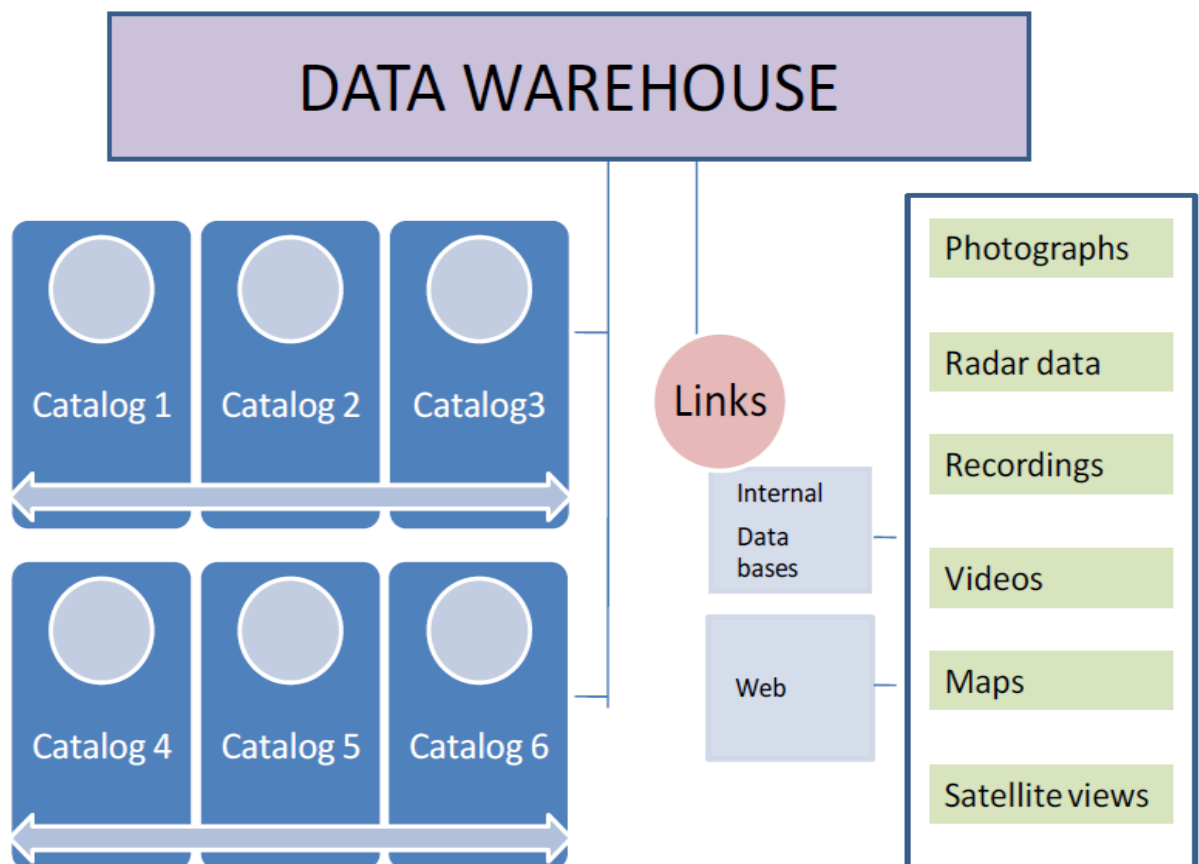 DATA WAREHOUSE
Catalog 1
Catalog 2
Catalog3
Catalog 4
Catalog 5
Catalog 6
Links
Internal
Data
bases
Web
Photographs
Radar data
Recordings
Videos
Maps
Satellite views